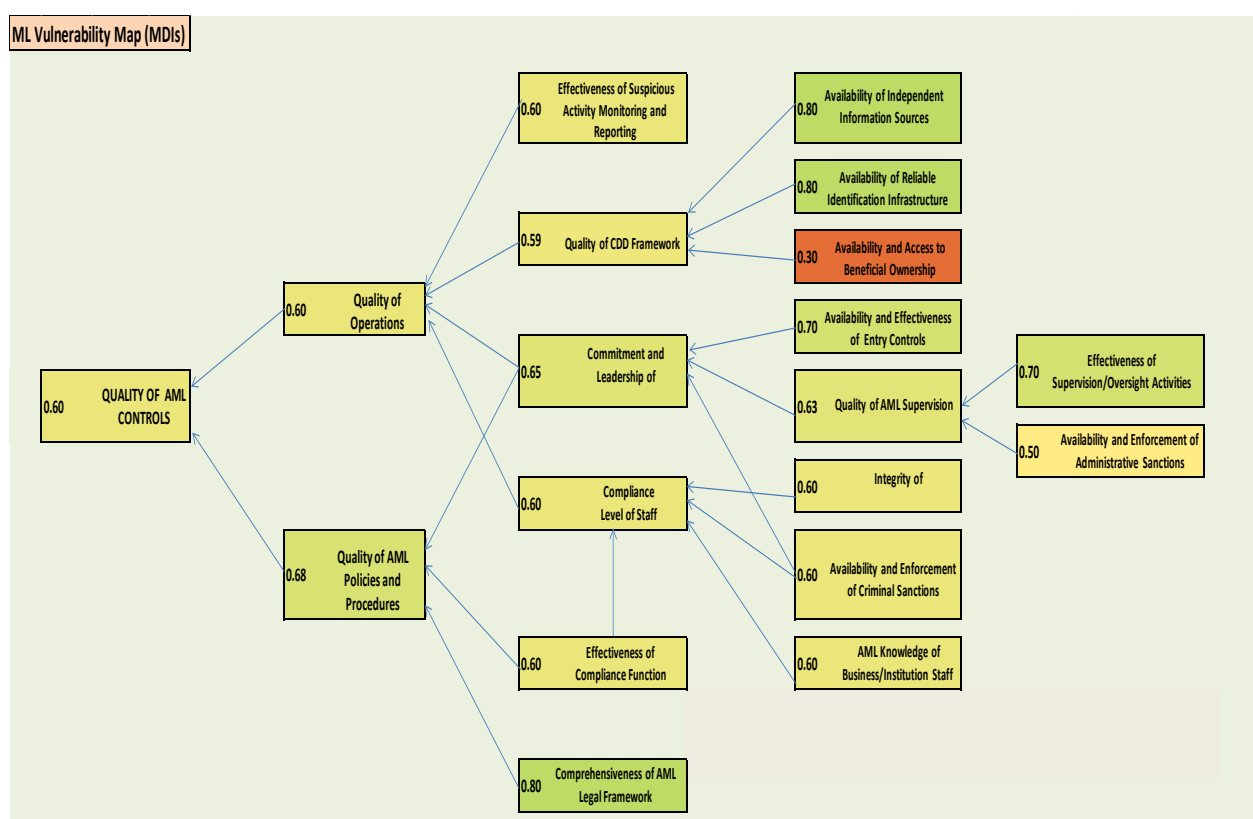 ML Vulnerability Map (MDIs)
0.60
QUALITY OF AML
CONTROLS
0.60
Quality of
Operations
0.68
Quality of AML
Policies and
Procedures
0.60
Effectiveness of Suspicious
Activity Monitoring and
Reporting
0.59
Quality of CDD Framework
0.65
Commitment and
Leadership of
0.60
Compliance
Level of Staff
0.60
Effectiveness of
Compliance Function
0.80
Comprehensiveness of AML
Legal Framework
0.80
Availability of Independent
Information Sources
0.80
Availability of Reliable
Identification Infrastructure
0.30
Availability and Access to
Beneficial Ownership
0.70
Availability and Effectiveness
of Entry Controls
0.63
Quality of AML Supervision
0.60
Integrity of
0.60
Availability and Enforcement
of Criminal Sanctions
0.60
AML Knowledge of
Business/Institution Staff
0.70
Effectiveness of
Supervision/Oversight Activities
0.50
Availability and Enforcement of
Administrative Sanctions